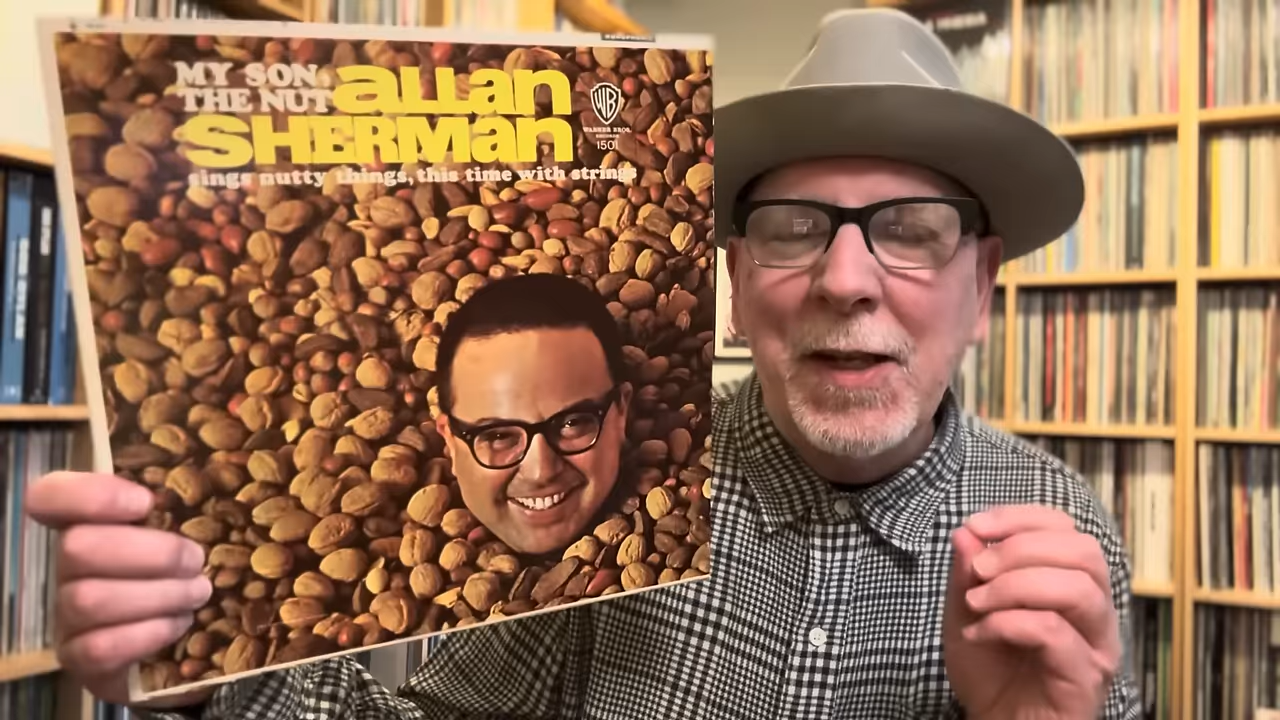 MY SON, ALLAN
THE NUT
SHERMAN
sings nutty things, this time with strings
WB
WARNER BROS.
RECORDS
1501